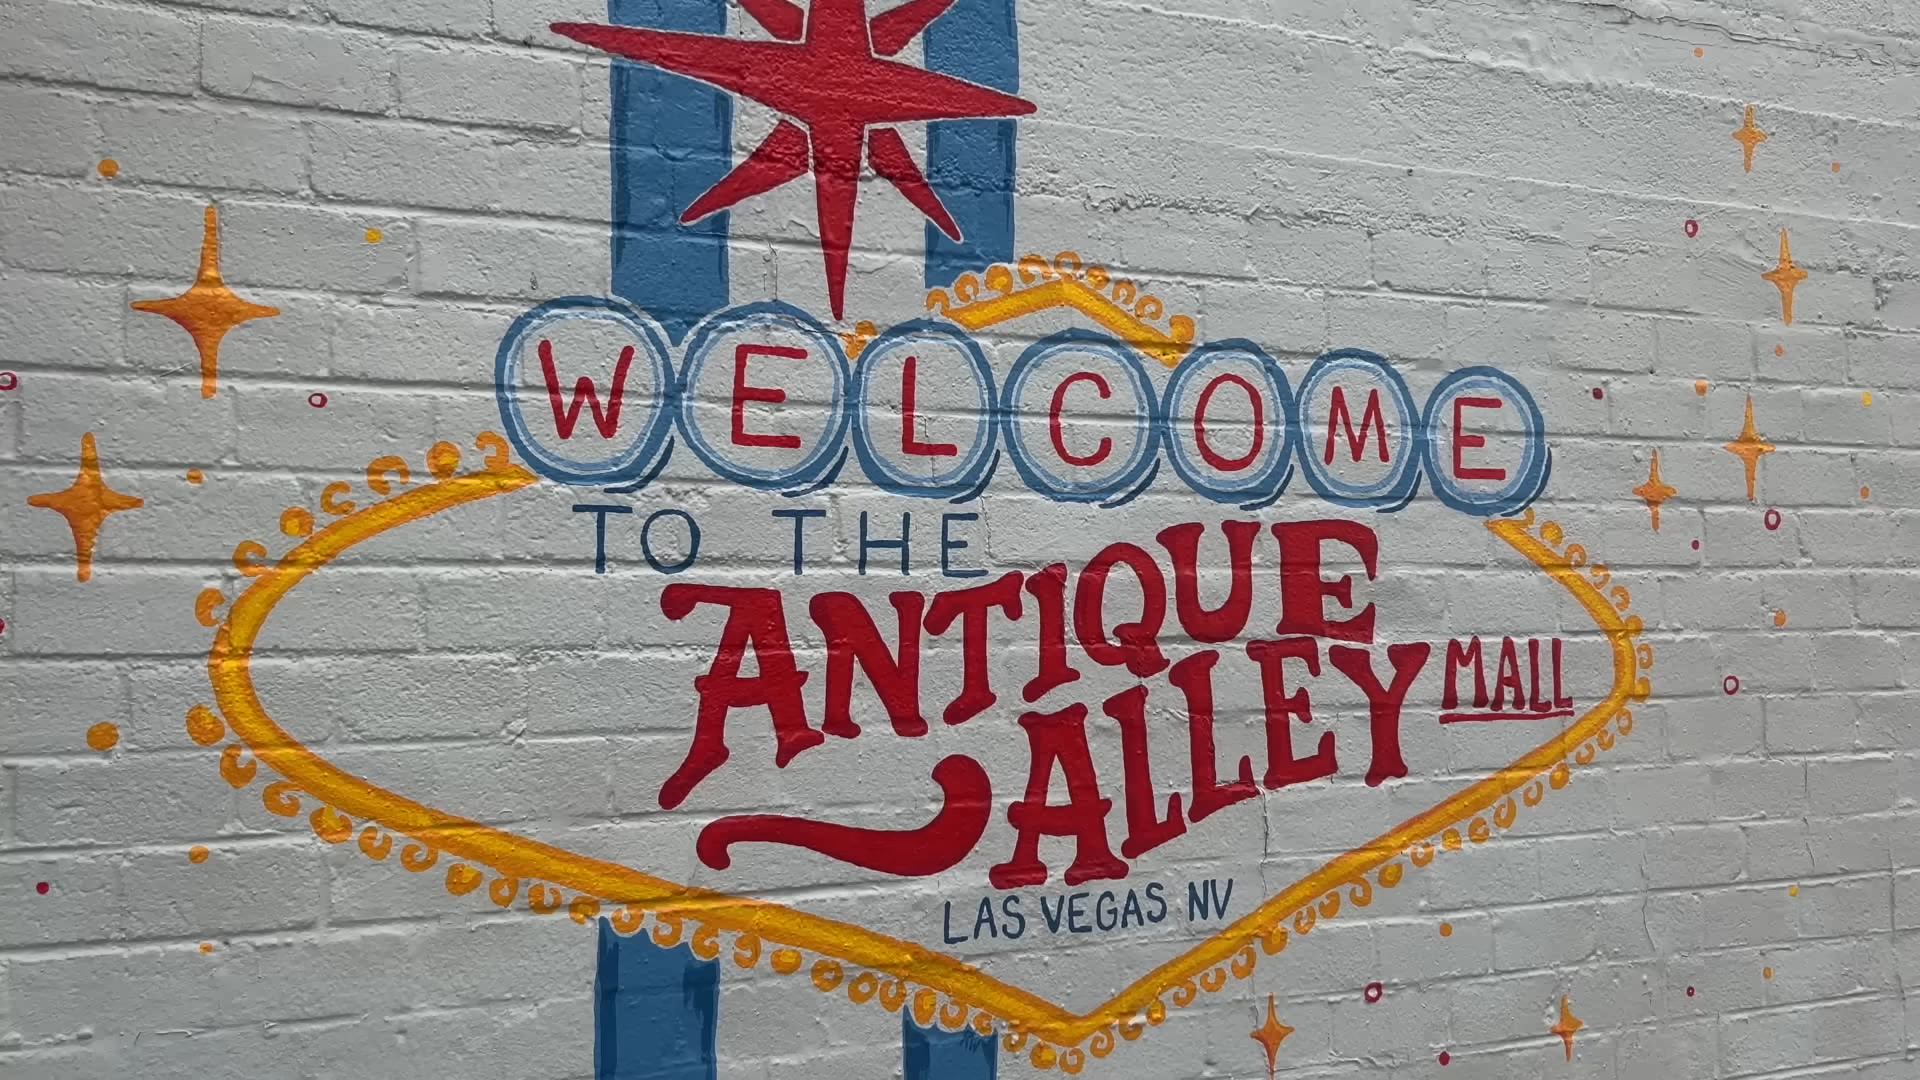 WELCOME
TO THE
ANTIQUE
ALLEY MALL
LAS VEGAS NV